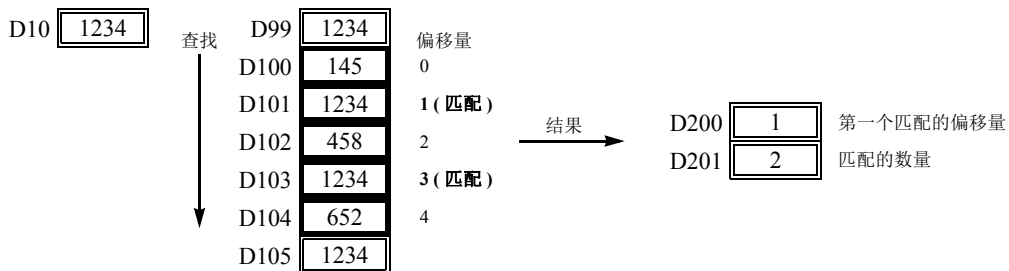 D10 1234 查找 D99 1234 偏移量
D100 145 0
D101 1234 1 ( 匹配 )
D102 458 2
D103 1234 3 ( 匹配 )
D104 652 4
D105 1234
结果
D200 1 第一个匹配的偏移量
D201 2 匹配的数量